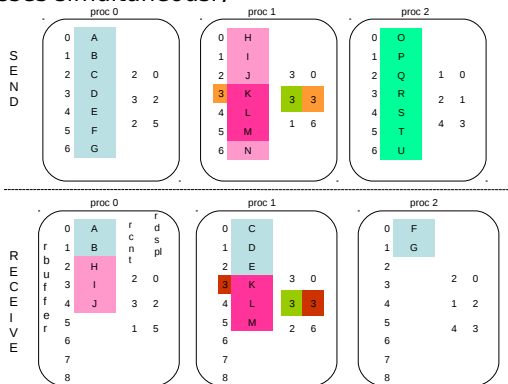 proc 0 proc 1 proc 2
SEND
0 A
1 B
2 C 2 0
3 D 3 2
4 E
5 F 2 5
6 G
0 H
1 I
2 J 3 0
3 K 3 3
4 L
5 M 1 6
6 N
0 O
1 P
2 Q 1 0
3 R 2 1
4 S
5 T 4 3
6 U
proc 0 proc 1 proc 2
RECEIVE
rbuffer
rcnt
rdspl
0 A
1 B
2 H 2 0
3 I
4 J 3 2
5 1 5
6
7
8
0 C
1 D
2 E 3 0
3 K
4 L 3 3
5 M 2 6
6
7
8
0 F
1 G
2 2 0
3
4 1 2
5 4 3
6
7
8